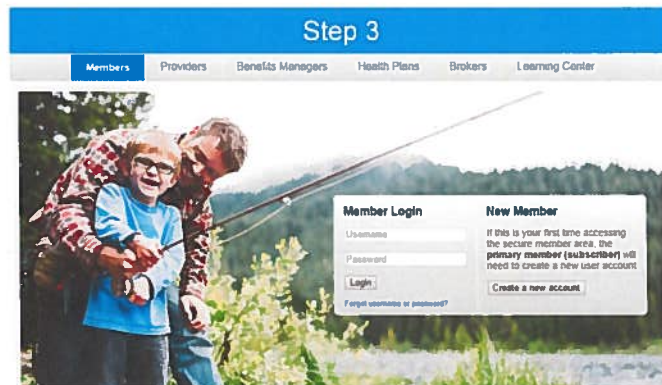 Step 3
Members Providers Benefits Managers Health Plans Brokers Learning Center
Member Login
Username
Password
Login
Forgot username or password?
New Member
If this is your first time accessing
the secure member area, the
primary member (subscriber) will
need to create a new user account
Create a new account